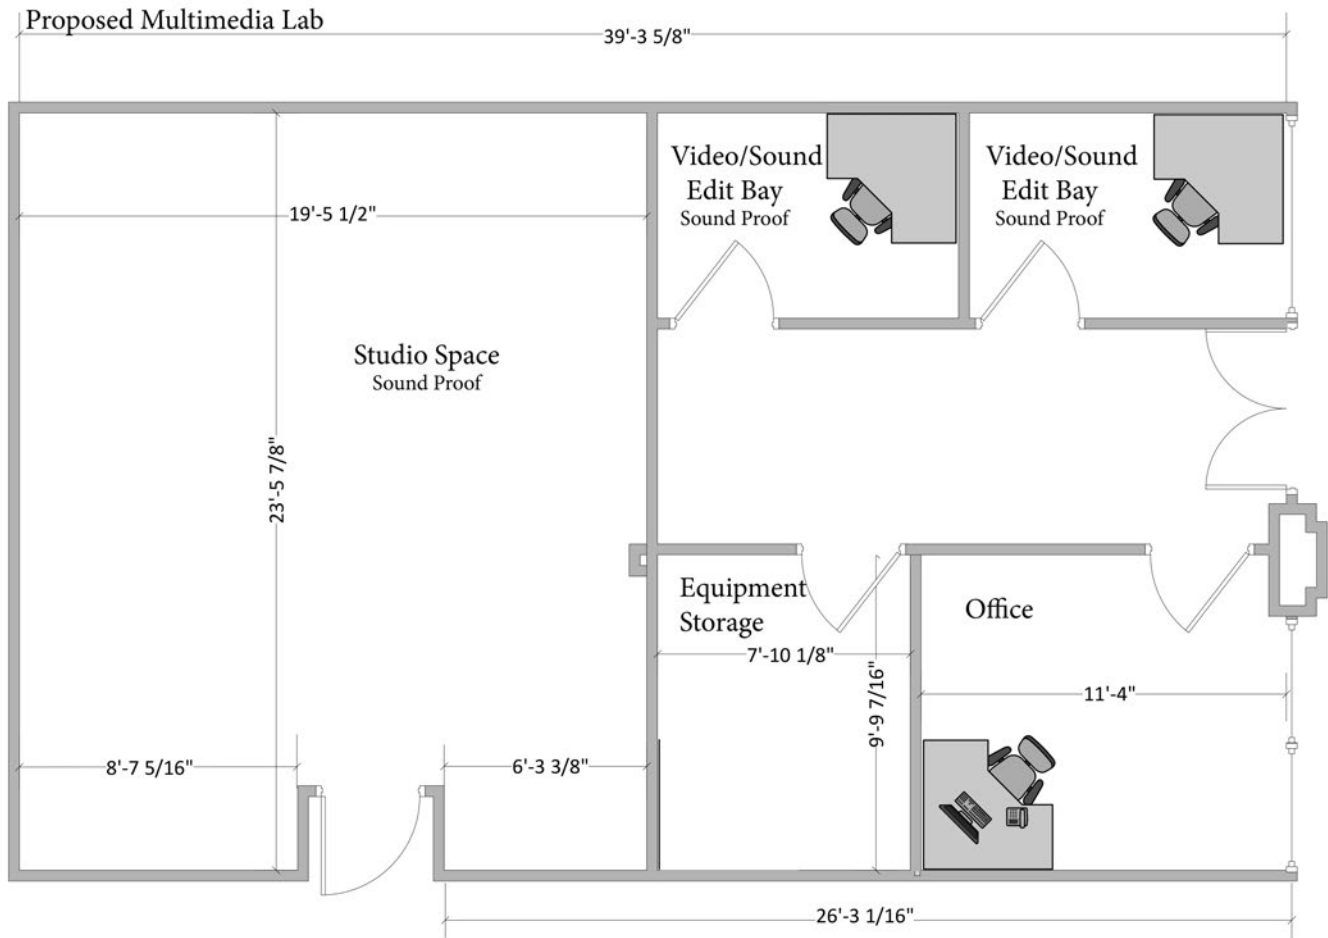 Proposed Multimedia Lab
39'-3 5/8"
Video/Sound
Edit Bay
Sound Proof
Video/Sound
Edit Bay
Sound Proof
19'-5 1/2"
Studio Space
Sound Proof
23'-5 7/8"
Equipment
Storage
Office
7'-10 1/8"
9'-9 7/16"
11'-4"
8'-7 5/16"
6'-3 3/8"
26'-3 1/16"